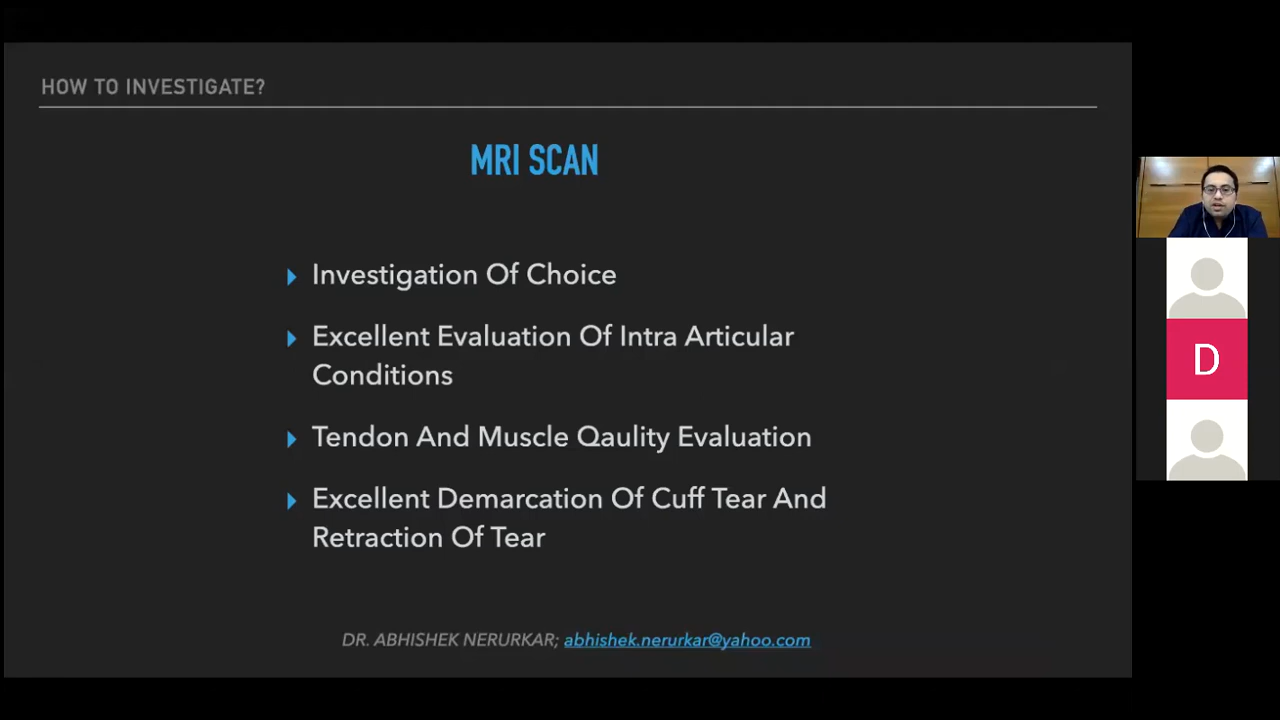 HOW TO INVESTIGATE?
MRI SCAN
Investigation Of Choice
Excellent Evaluation Of Intra Articular
Conditions
Tendon And Muscle Qaulity Evaluation
Excellent Demarcation Of Cuff Tear And
Retraction Of Tear
DR. ABHISHEK NERURKAR; abhishek.nerurkar@yahoo.com
D